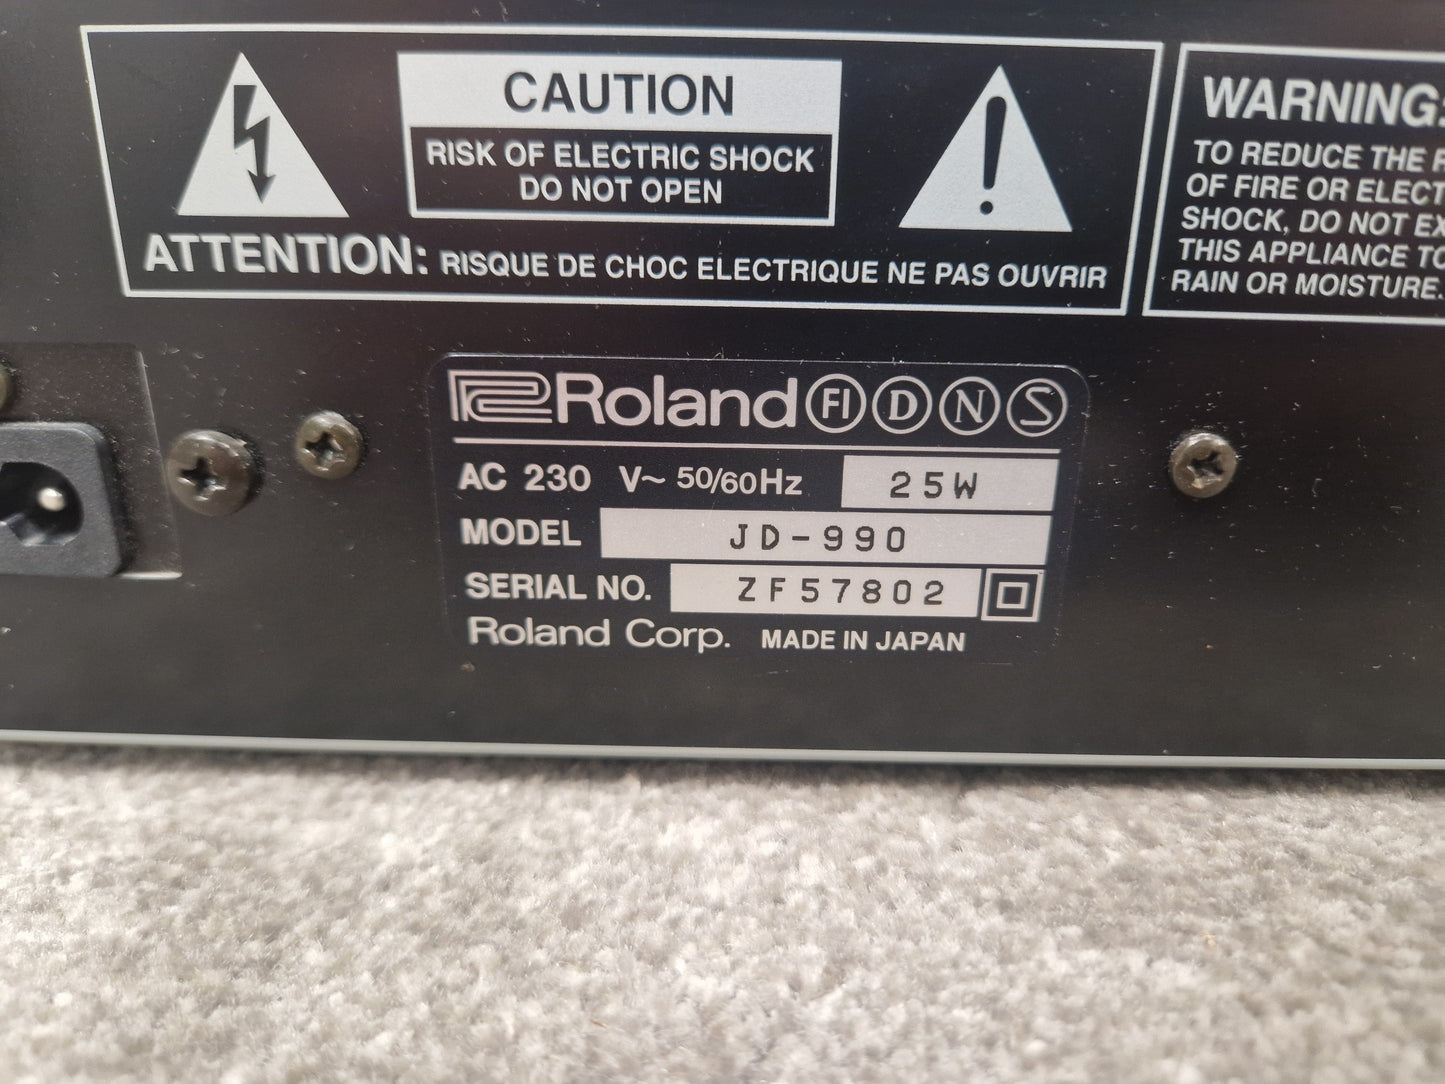 CAUTION
RISK OF ELECTRIC SHOCK
DO NOT OPEN
ATTENTION: RISQUE DE CHOC ELECTRIQUE NE PAS OUVRIR
WARNING:
TO REDUCE THE
OF FIRE OR ELECT
SHOCK, DO NOT EX
THIS APPLIANCE TO
RAIN OR MOISTURE.
Roland FI D N S
AC 230 V~ 50/60Hz 25W
MODEL JD-990
SERIAL NO. ZF57802
Roland Corp. MADE IN JAPAN